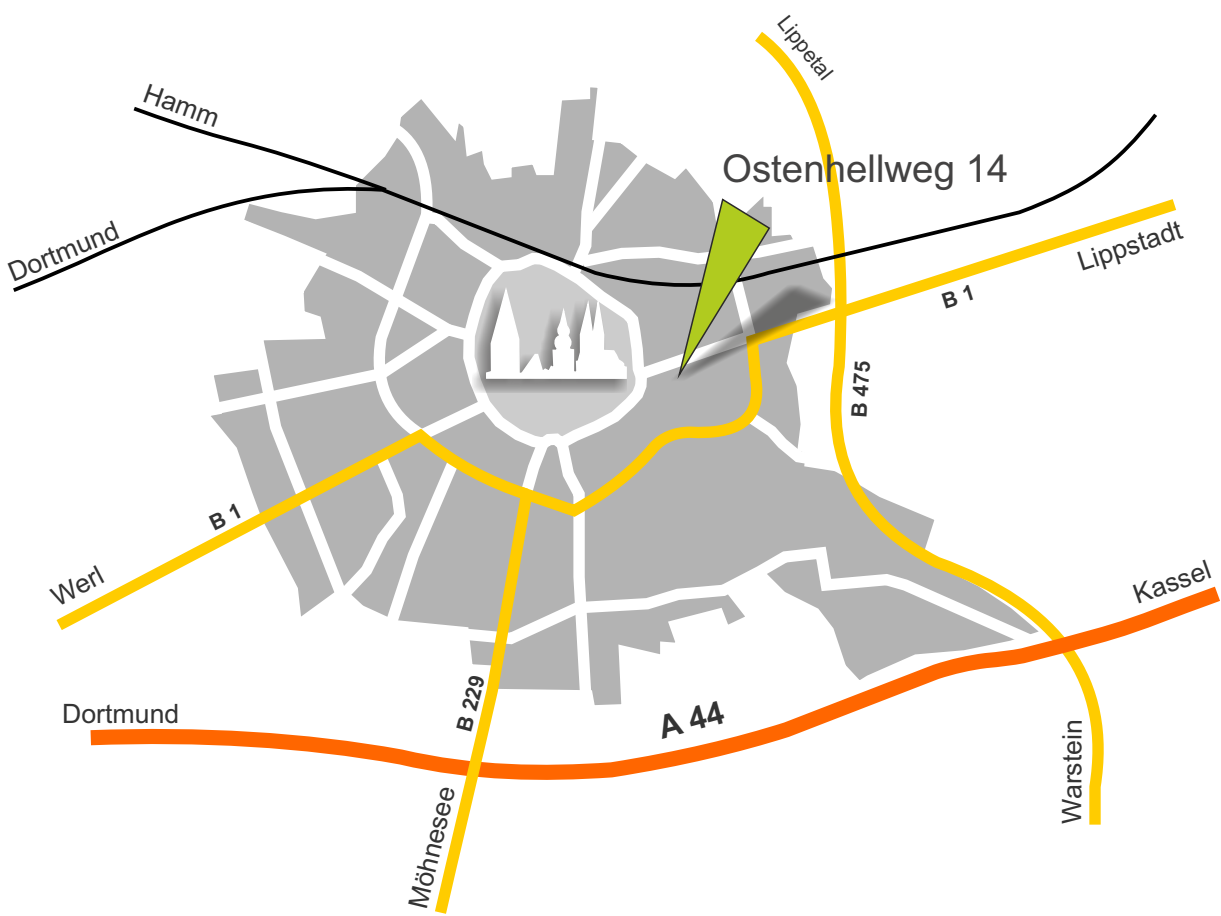 Lippetal
Hamm
Ostenhellweg 14
Dortmund
Lippstadt
B 1
B 475
B 1
Werl
Kassel
B 229
A 44
Dortmund
Warstein
Möhnesee